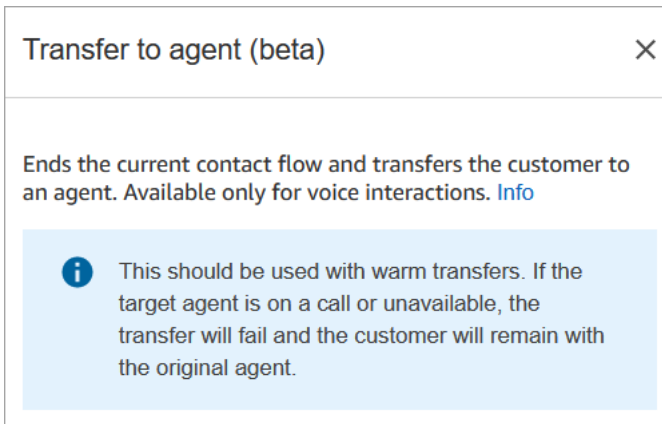 Transfer to agent (beta)
Ends the current contact flow and transfers the customer to
an agent. Available only for voice interactions. Info
This should be used with warm transfers. If the
target agent is on a call or unavailable, the
transfer will fail and the customer will remain with
the original agent.